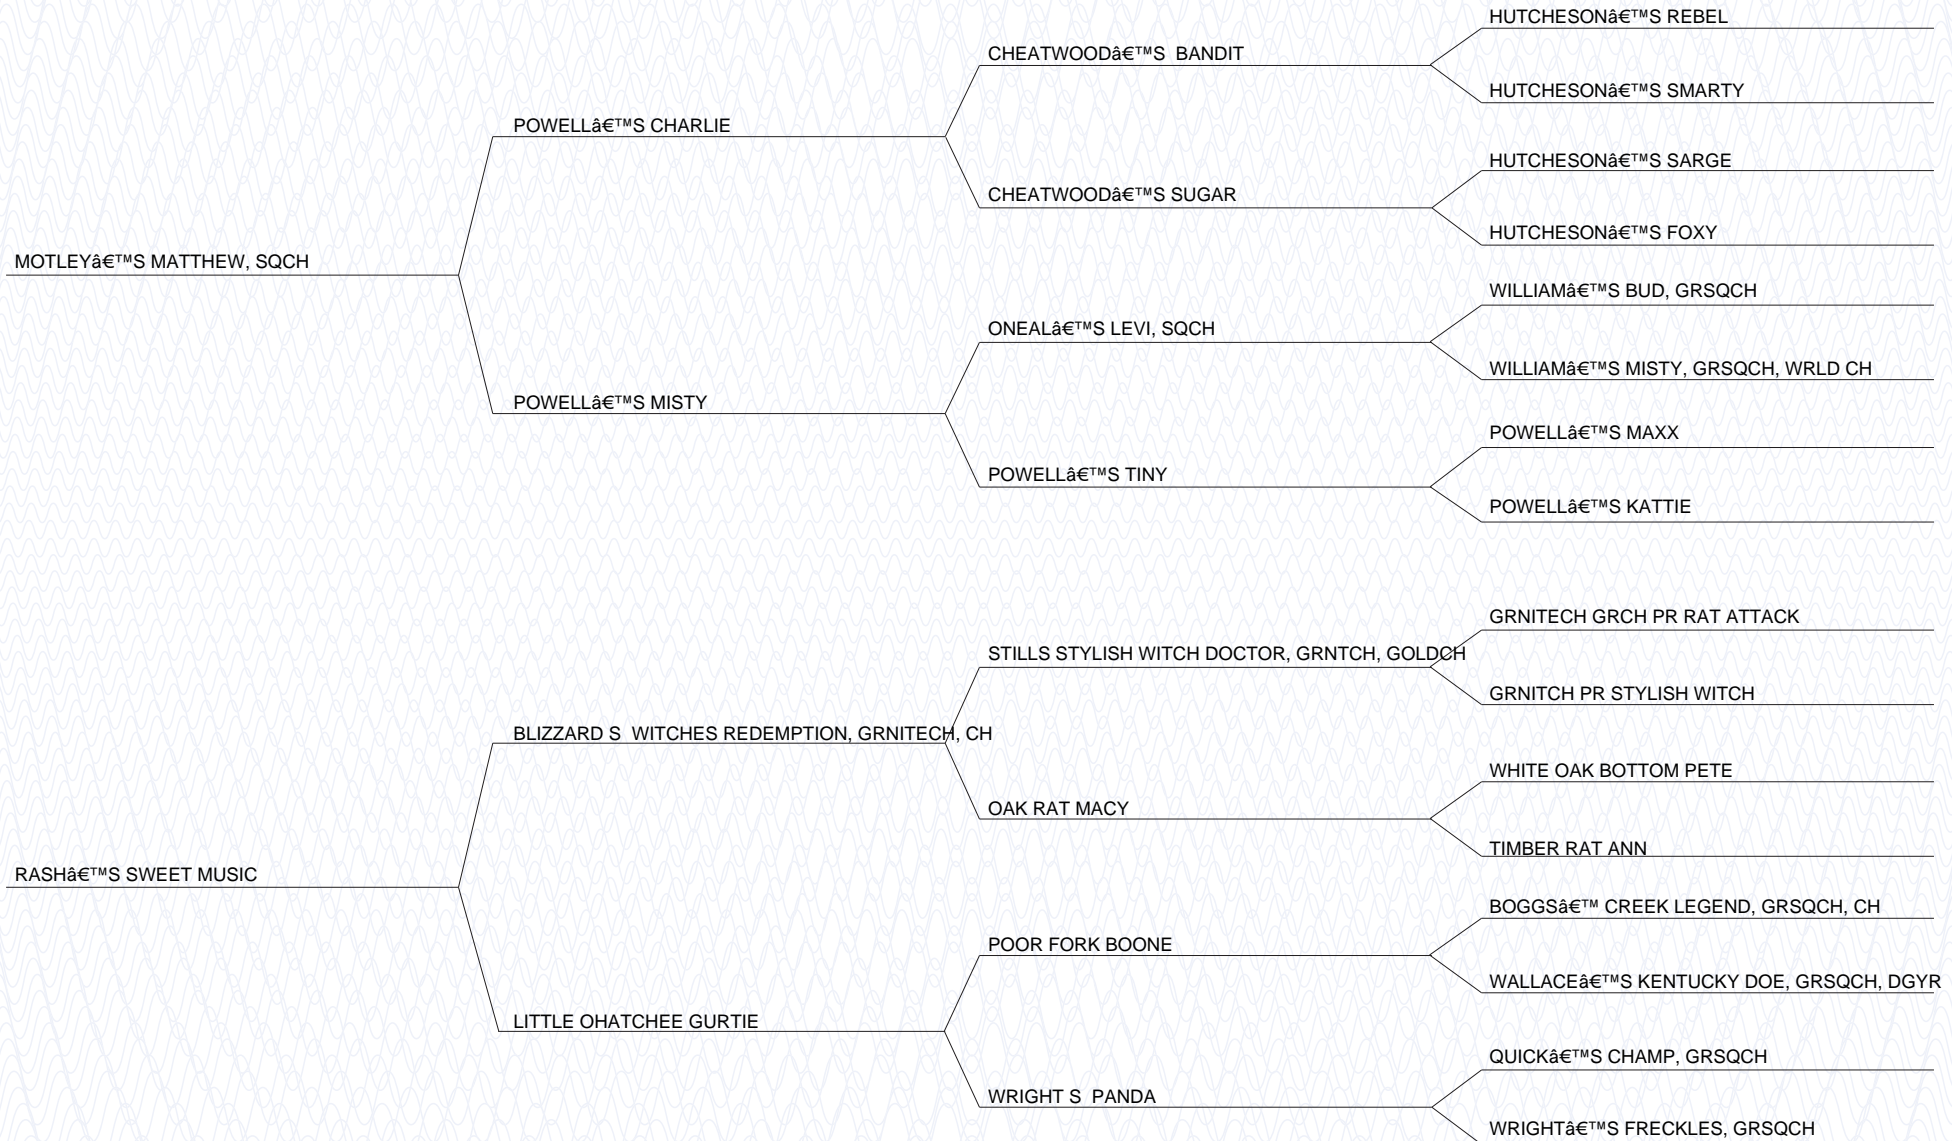 HUTCHESONâ€™S REBEL
CHEATWOODâ€™S  BANDIT
HUTCHESONâ€™S SMARTY
POWELLâ€™S CHARLIE
HUTCHESONâ€™S SARGE
CHEATWOODâ€™S SUGAR
HUTCHESONâ€™S FOXY
MOTLEYâ€™S MATTHEW, SQCH
WILLIAMâ€™S BUD, GRSQCH
ONEALâ€™S LEVI, SQCH
WILLIAMâ€™S MISTY, GRSQCH, WRLD CH
POWELLâ€™S MISTY
POWELLâ€™S MAXX
POWELLâ€™S TINY
POWELLâ€™S KATTIE
GRNITECH GRCH PR RAT ATTACK
STILLS STYLISH WITCH DOCTOR, GRNTCH, GOLDCH
GRNITCH PR STYLISH WITCH
BLIZZARD S  WITCHES REDEMPTION, GRNITECH, CH
WHITE OAK BOTTOM PETE
OAK RAT MACY
TIMBER RAT ANN
RASHâ€™S SWEET MUSIC
BOGGSâ€™ CREEK LEGEND, GRSQCH, CH
POOR FORK BOONE
WALLACEâ€™S KENTUCKY DOE, GRSQCH, DGYR
LITTLE OHATCHEE GURTIE
QUICKâ€™S CHAMP, GRSQCH
WRIGHT S  PANDA
WRIGHTâ€™S FRECKLES, GRSQCH